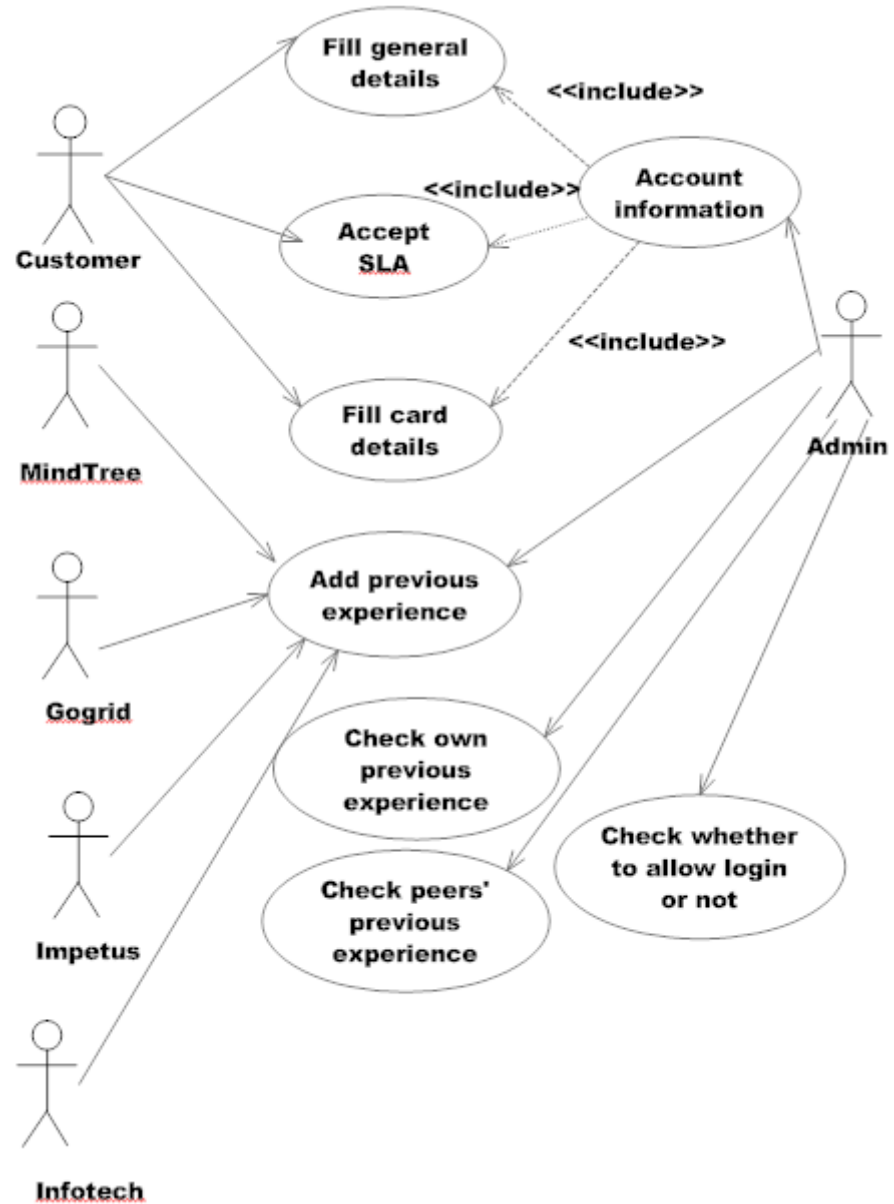 Fill general
details
<<include>>
Account
information
<<include>>
Accept
SLA
Customer
<<include>>
Fill card
details
Admin
MindTree
Add previous
experience
Gogrid
Check own
previous
experience
Check whether
to allow login
or not
Check peers'
previous
experience
Impetus
Infotech